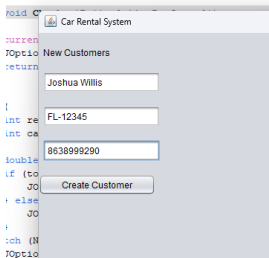 void
Car Rental System
curren
JOptio
return
New Customers
Joshua Willis
int re
FL-12345
int ca
double
8638999290
if (to
JO
Create Customer
else
JO
tch (N
JOptio